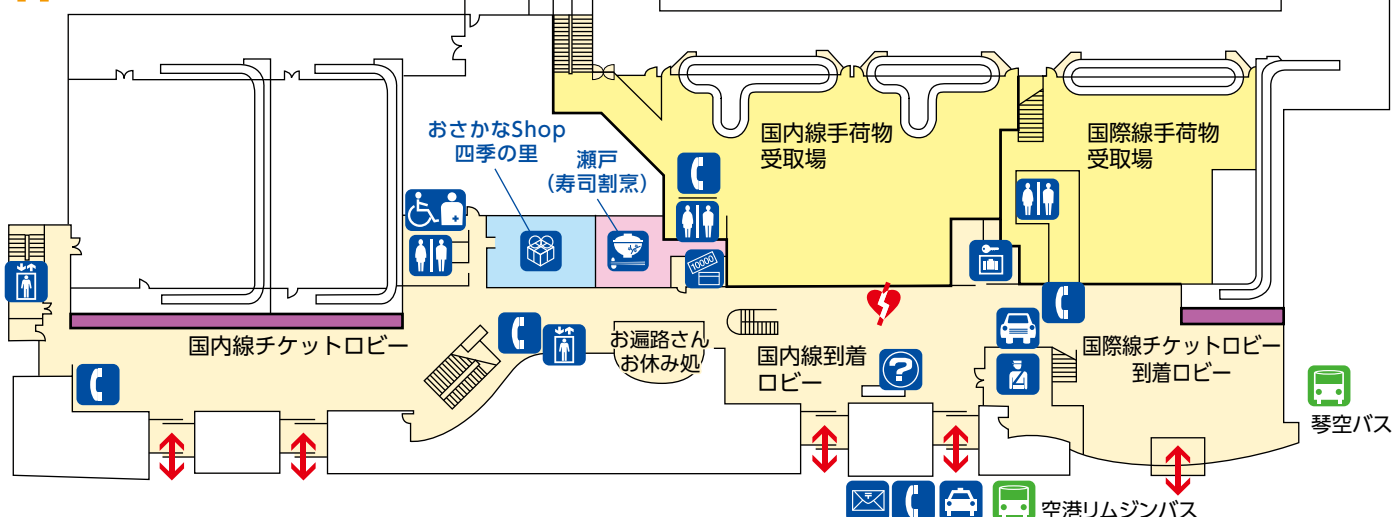 おさかなShop
四季の里
瀬戸
（寿司割烹）
国内線手荷物
受取場
国際線手荷物
受取場
10000
国内線チケットロビー
お遍路さん
お休み処
国内線到着
ロビー
?
国際線チケットロビー
到着ロビー
琴空バス
〒
空港リムジンバス